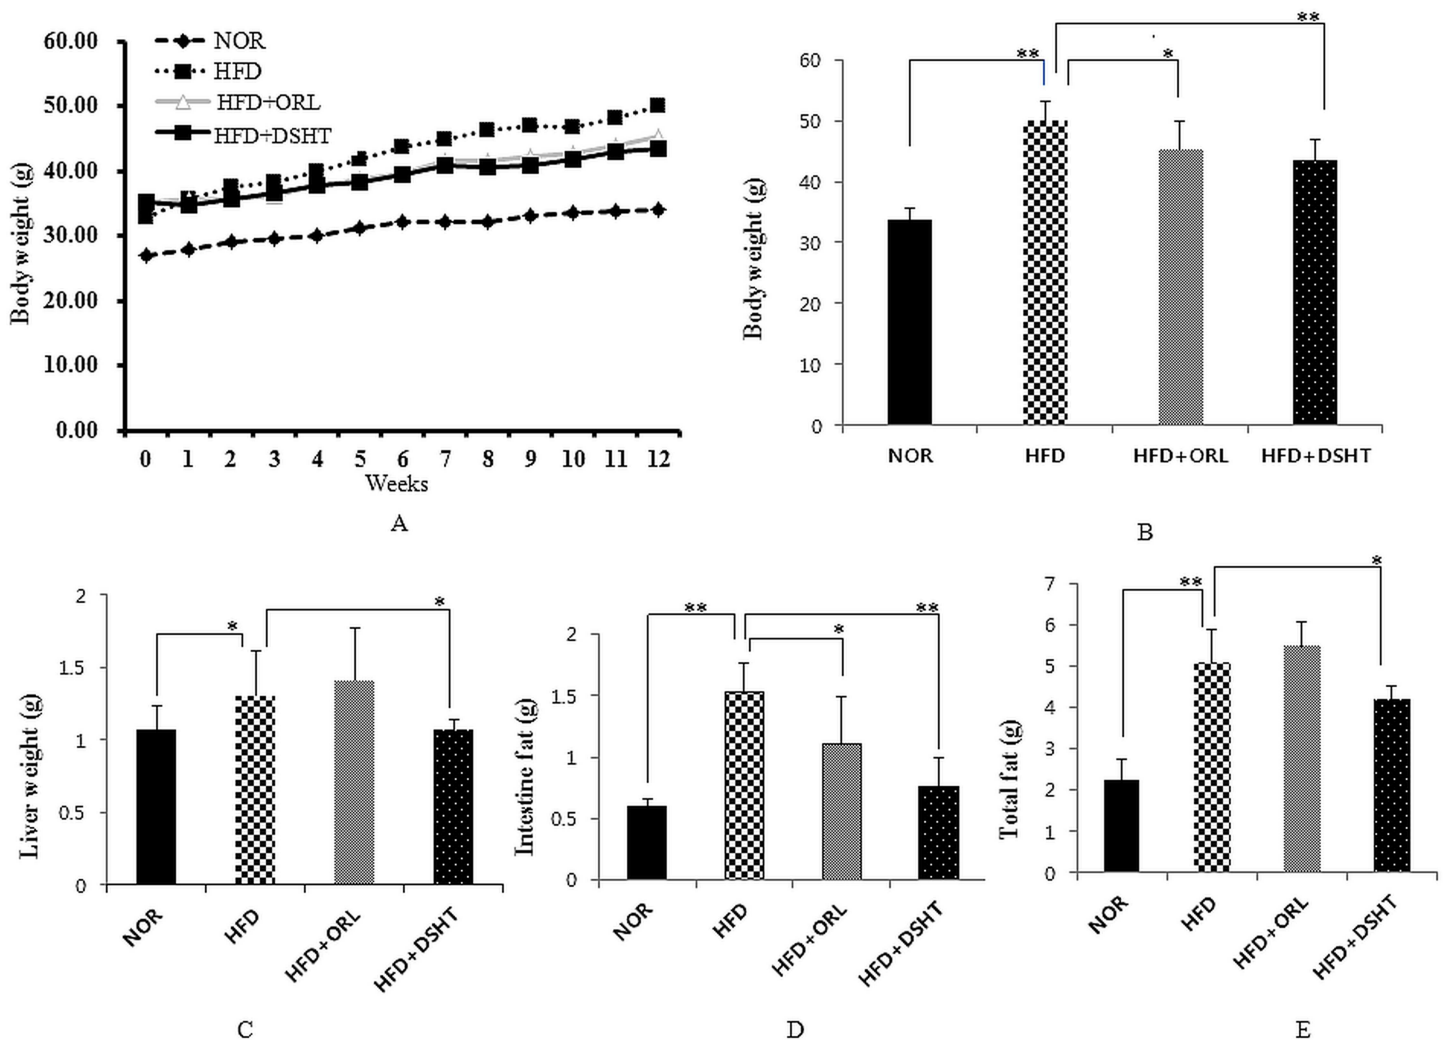 60.00
50.00
40.00
30.00
20.00
10.00
0.00
Body weight (g)
NOR
HFD
HFD+ORL
HFD+DSHT
0 1 2 3 4 5 6 7 8 9 10 11 12
Weeks
A
60
50
40
30
20
10
0
Body weight (g)
** * **
NOR HFD HFD+ORL HFD+DSHT
B
2
1.5
1
0.5
0
Liver weight (g)
* *
NOR HFD HFD+ORL HFD+DSHT
C
2
1.5
1
0.5
0
Intestine fat (g)
** * **
NOR HFD HFD+ORL HFD+DSHT
D
7
6
5
4
3
2
1
0
Total fat (g)
** *
NOR HFD HFD+ORL HFD+DSHT
E